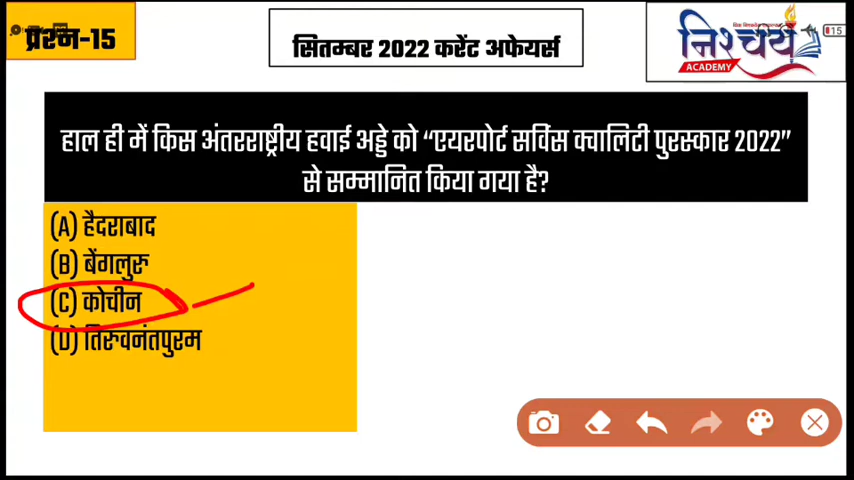 प्रश्न-15
सितम्बर 2022 करेंट अफेयर्स
निश्चय
ACADEMY
15
हाल ही में किस अंतरराष्ट्रीय हवाई अड्डे को “एयरपोर्ट सर्विस क्वालिटी पुरस्कार 2022”
से सम्मानित किया गया है?
(A) हैदराबाद
(B) बेंगलुरु
(C) कोचीन
(D) तिरुवनंतपुरम